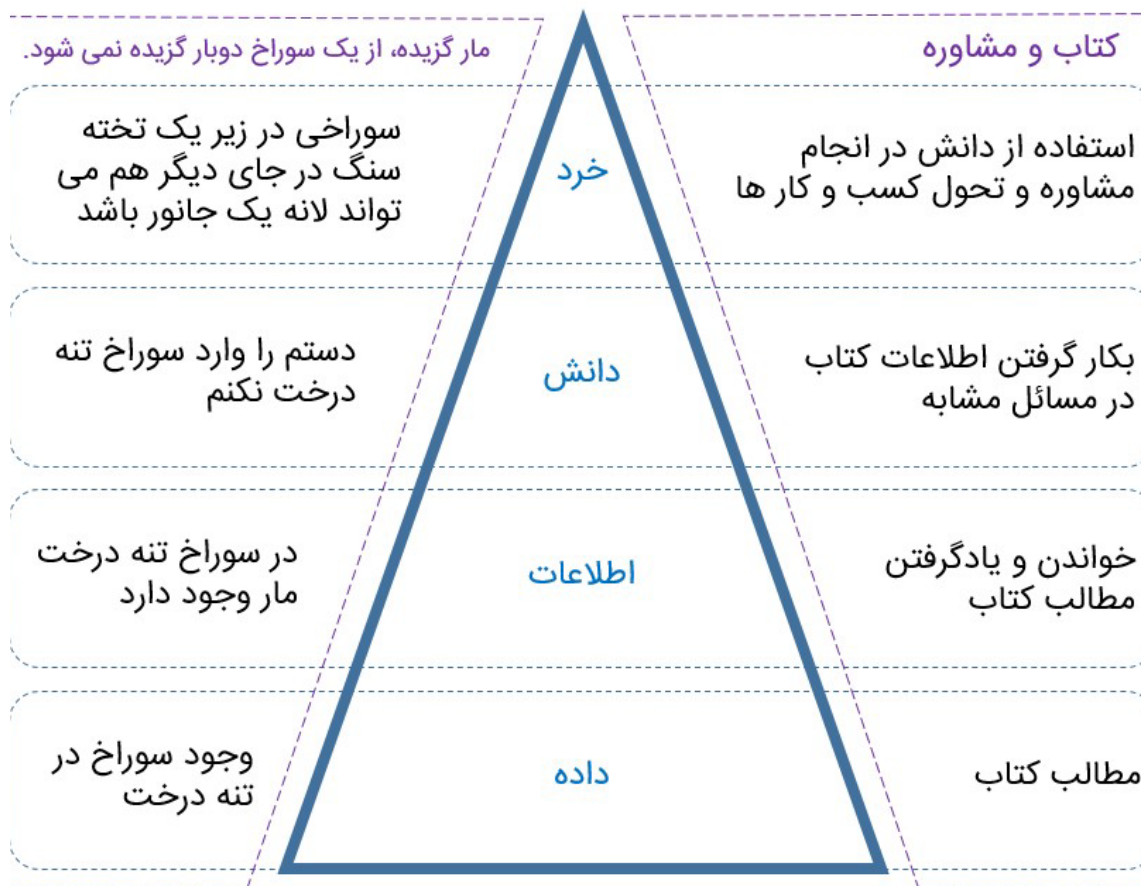 کتاب و مشاوره
مار گزیده، از یک سوراخ دوبار گزیده نمی شود.
استفاده از دانش در انجام
مشاوره و تحول کسب و کار ها
خرد
سوراخی در زیر یک تخته
سنگ در جای دیگر هم می
تواند لانه یک جانور باشد
بکار گرفتن اطلاعات کتاب
در مسائل مشابه
دانش
دستم را وارد سوراخ تنه
درخت نکنم
خواندن و یادگرفتن
مطالب کتاب
اطلاعات
در سوراخ تنه درخت
مار وجود دارد
مطالب کتاب
داده
وجود سوراخ در
تنه درخت